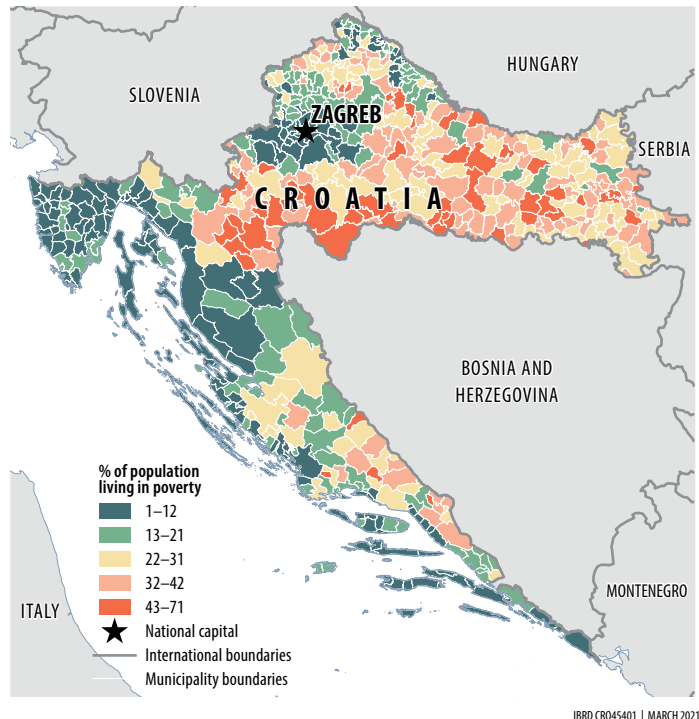 HUNGARY
SLOVENIA
ZAGREB
SERBIA
CROATIA
BOSNIA AND
HERZEGOVINA
% of population
living in poverty
1–12
13–21
22–31
32–42
43–71
National capital
International boundaries
Municipality boundaries
ITALY
MONTENEGRO
IBRD CRO45401 | MARCH 2021